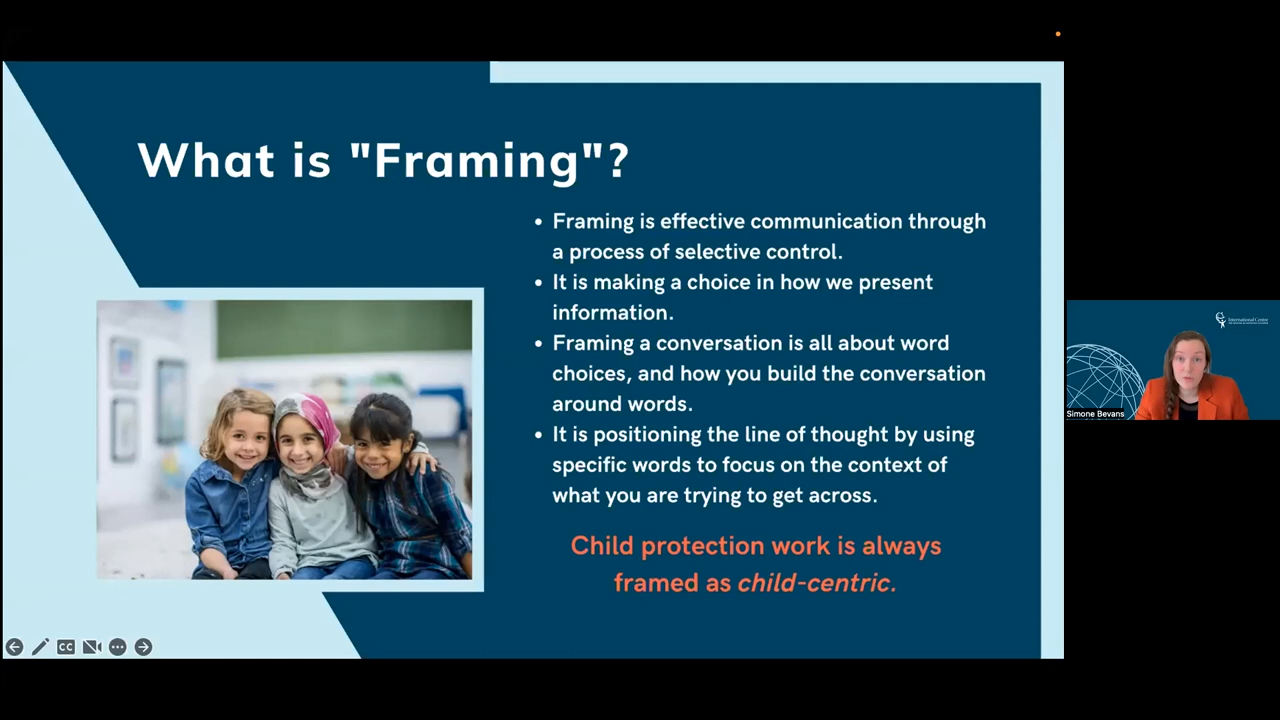 What is "Framing"?
• Framing is effective communication through
a process of selective control.
• It is making a choice in how we present
information.
• Framing a conversation is all about word
choices, and how you build the conversation
around words.
• It is positioning the line of thought by using
specific words to focus on the context of
what you are trying to get across.
Child protection work is always
framed as child-centric.
CC
International Centre
Simone Bevans